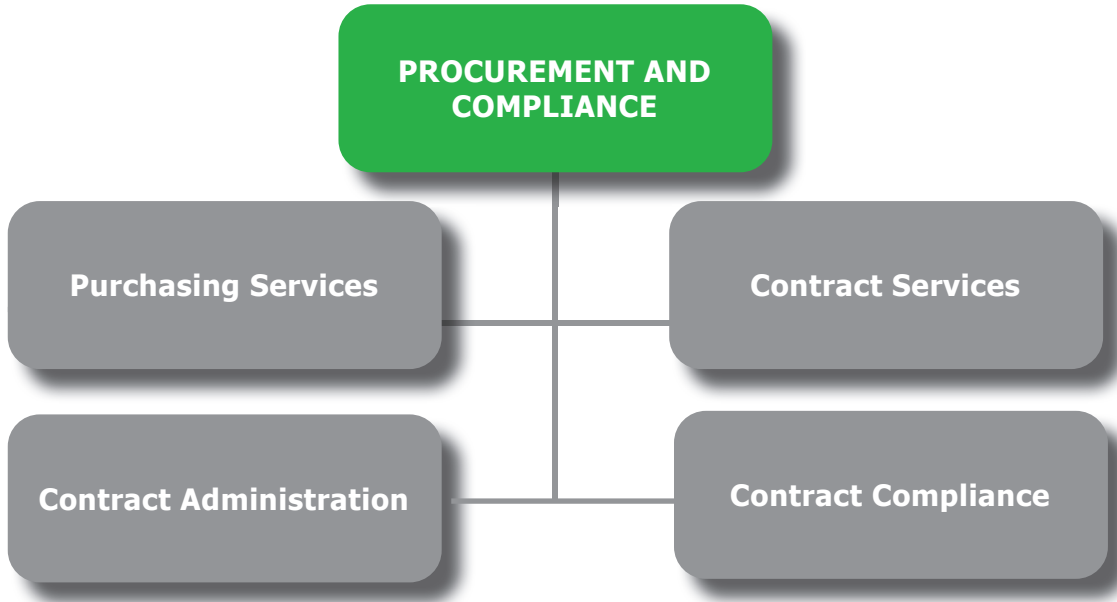 PROCUREMENT AND
COMPLIANCE
Purchasing Services
Contract Services
Contract Administration
Contract Compliance